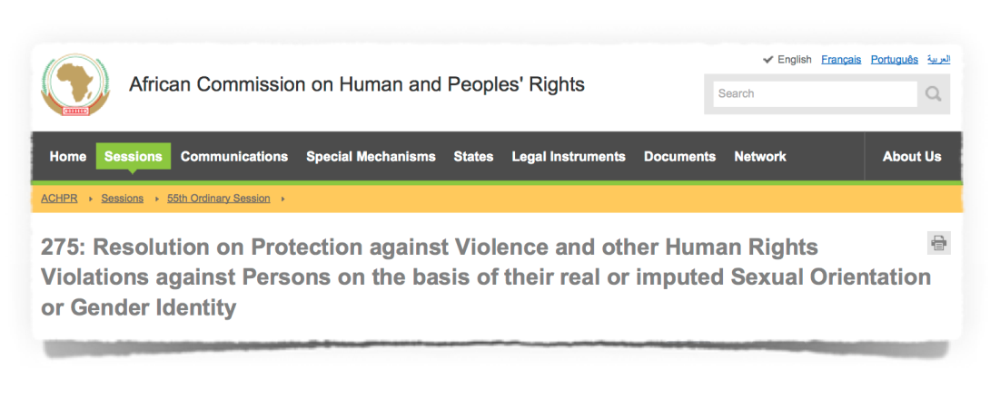 ✔ English Français Português العربية
African Commission on Human and Peoples' Rights
Search
Home Sessions Communications Special Mechanisms States Legal Instruments Documents Network About Us
ACHPR Sessions 55th Ordinary Session
275: Resolution on Protection against Violence and other Human Rights
Violations against Persons on the basis of their real or imputed Sexual Orientation
or Gender Identity